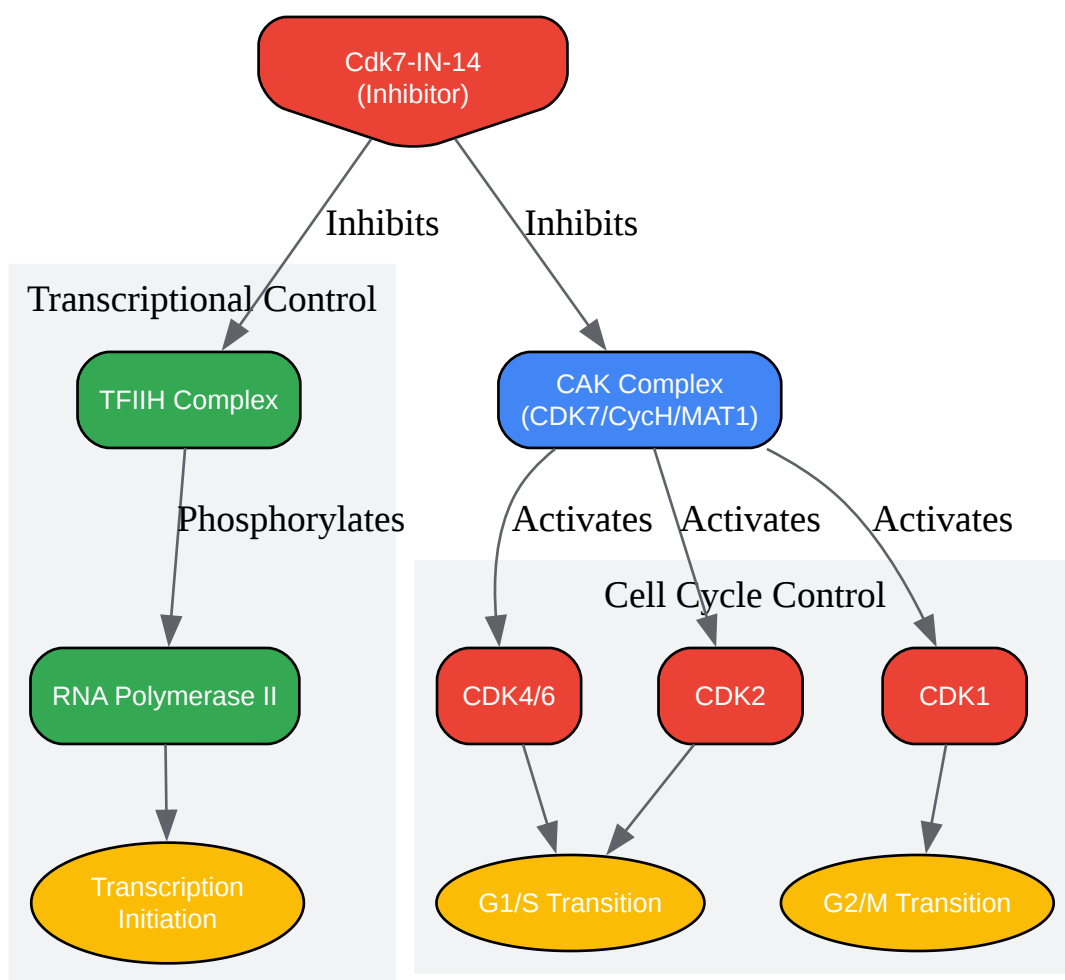 Cdk7-IN-14
(Inhibitor)
Inhibits
Inhibits
Transcriptional Control
TFIIH Complex
CAK Complex
(CDK7/CycH/MAT1)
Phosphorylates
Activates
Activates
Activates
Cell Cycle Control
RNA Polymerase II
CDK4/6
CDK2
CDK1
Transcription
Initiation
G1/S Transition
G2/M Transition